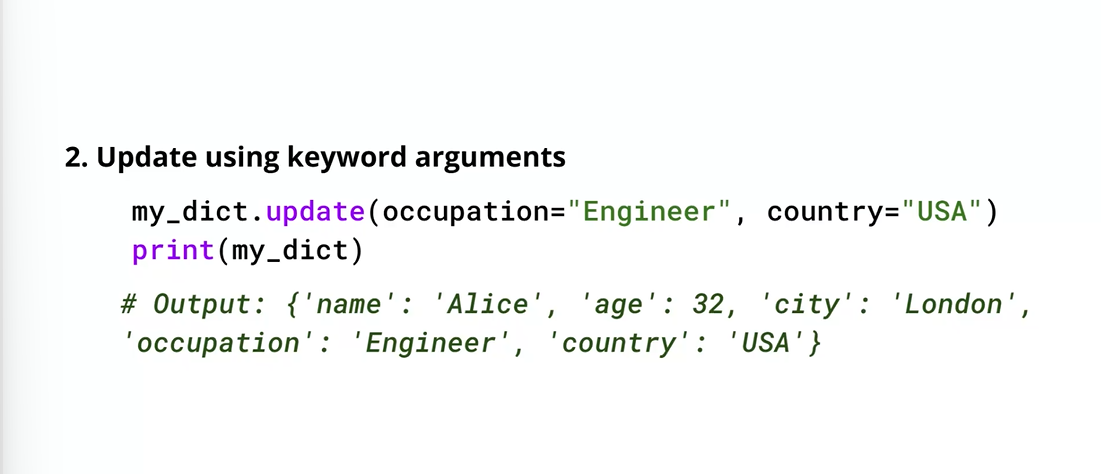 2. Update using keyword arguments
my_dict.update(occupation="Engineer", country="USA")
print(my_dict)
# Output: {'name': 'Alice', 'age': 32, 'city': 'London',
'occupation': 'Engineer', 'country': 'USA'}